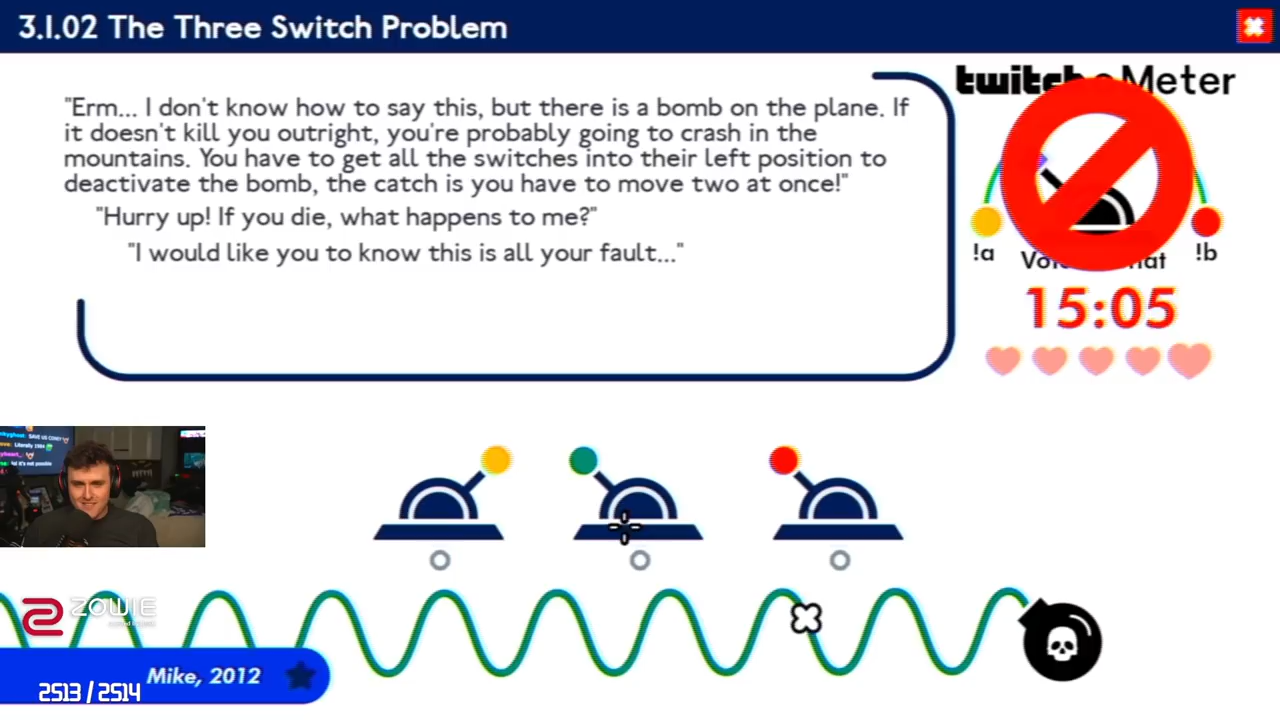 3.1.02 The Three Switch Problem
"Erm... I don't know how to say this, but there is a bomb on the plane. If
it doesn't kill you outright, you're probably going to crash in the
mountains. You have to get all the switches into their left position to
deactivate the bomb, the catch is you have to move two at once!"
"Hurry up! If you die, what happens to me?"
"I would like you to know this is all your fault..."
Meter
!a
!b
15:05
SAVE US
Literally 1984
ZOWIE
Mike, 2012
2513 / 2514